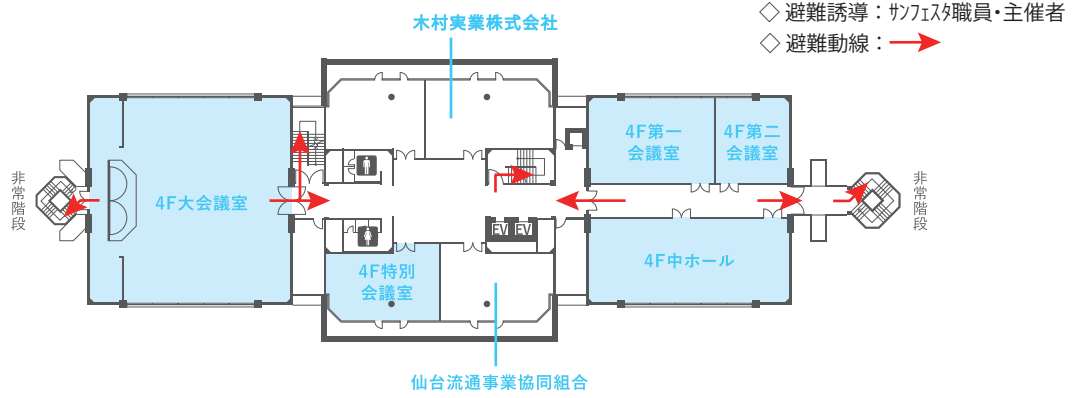 ◇ 避難誘導：ｻﾝﾌｪｽﾀ職員・主催者
◇ 避難動線：
木村実業株式会社
4F第一
会議室
4F第二
会議室
非常階段
4F大会議室
非常階段
EV
EV
4F特別
会議室
4F中ホール
仙台流通事業協同組合